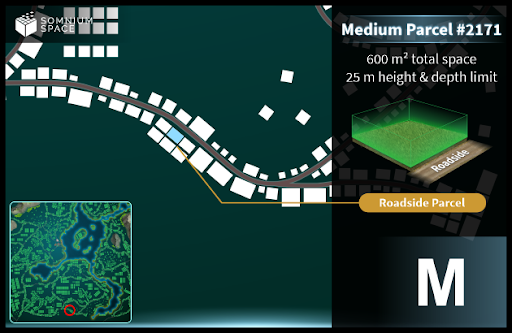 SOMNIUM
SPACE
Medium Parcel #2171
600 m² total space
25 m height & depth limit
Roadside
Roadside Parcel
M